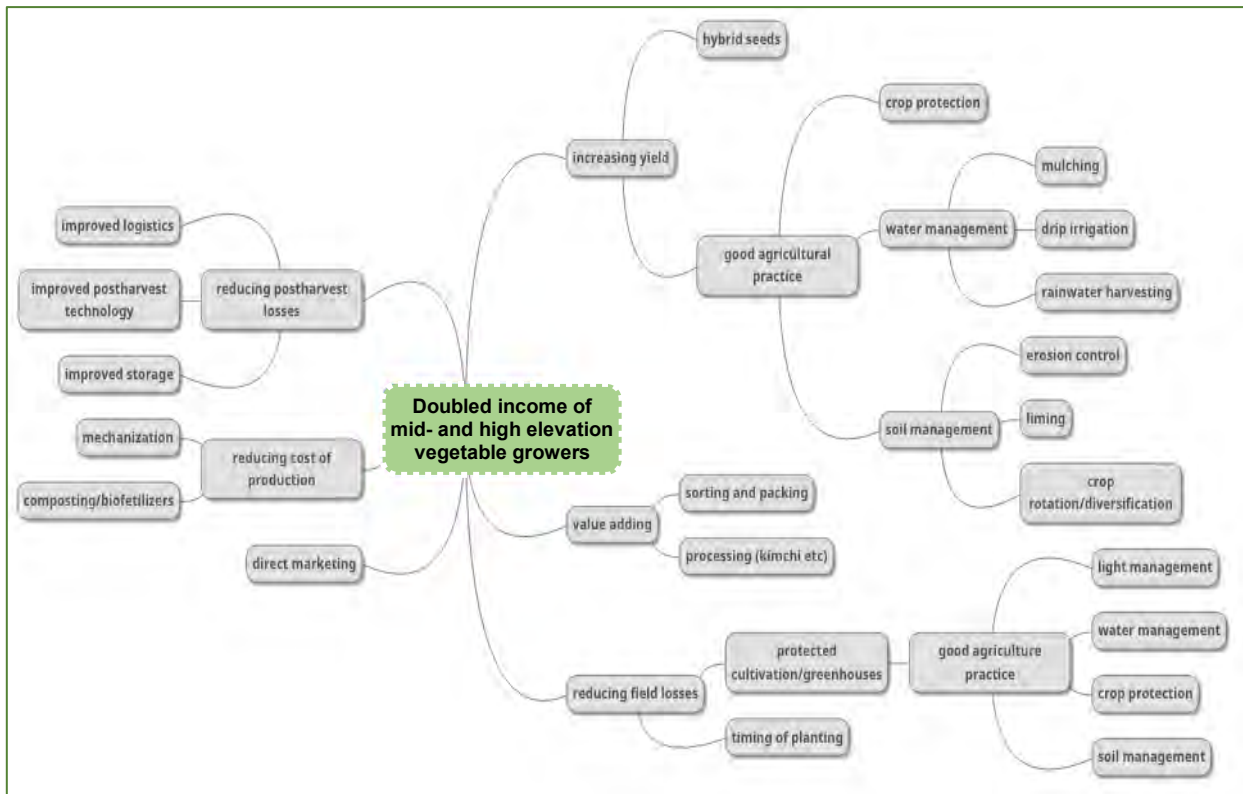 hybrid seeds
crop protection
increasing yield
mulching
improved logistics
water management
drip irrigation
good agricultural
practice
improved postharvest
technology
reducing postharvest
losses
rainwater harvesting
erosion control
improved storage
Doubled income of
mid- and high elevation
vegetable growers
liming
soil management
mechanization
reducing cost of
production
crop
rotation/diversification
composting/biofetilizers
sorting and packing
value adding
processing (kimchi etc)
direct marketing
light management
water management
protected
cultivation/greenhouses
good agriculture
practice
reducing field losses
crop protection
timing of planting
soil management